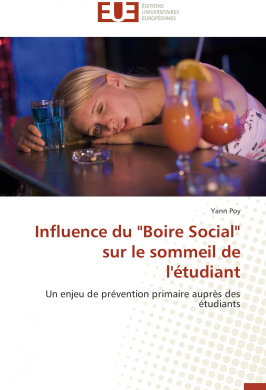 EUE
ÉDITIONS
UNIVERSITAIRES
EUROPÉENNES
Yann Poy
Influence du "Boire Social"
sur le sommeil de
l'étudiant
Un enjeu de prévention primaire auprès des
étudiants